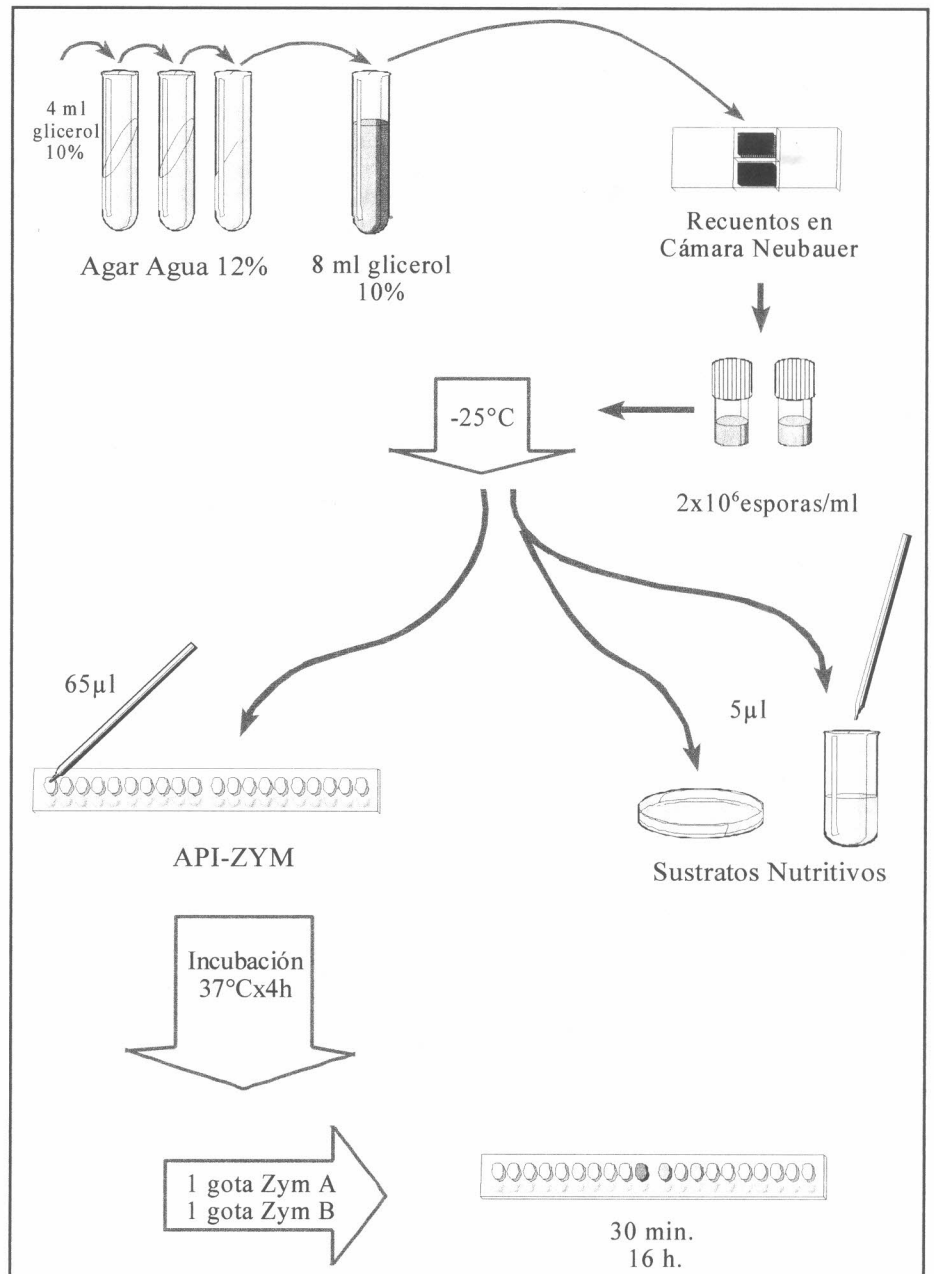 4 ml
glicerol
10%
Agar Agua 12%
8 ml glicerol
10%
Recuentos en
Cámara Neubauer
-25°C
2x10⁶esporas/ml
65µl
5µl
API-ZYM
Sustratos Nutritivos
Incubación
37°Cx4h
1 gota Zym A
1 gota Zym B
30 min.
16 h.